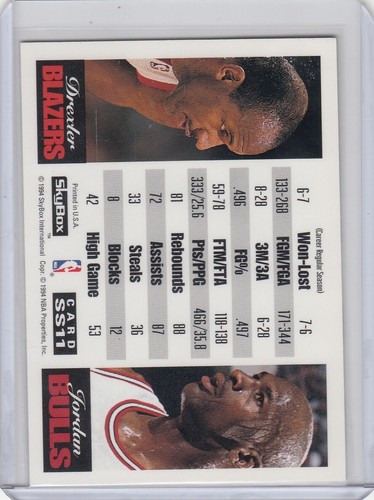 Drexler
BLAZERS
(Career Regular Season)
6-7 Won-Lost 7-6
133-268 FGM/FGA 171-344
8-28 3M/3A 6-28
.496 FG% .497
59-78 FTM/FTA 118-138
333/25.6 Pts/PPG 466/35.8
81 Rebounds 88
72 Assists 87
33 Steals 36
8 Blocks 12
42 High Game 53
Jordan
BULLS
Printed in U.S.A.
SkyBox
TM
NBA
CARD
SS11
© 1994 SkyBox International Copr. © 1994 NBA Properties, Inc.